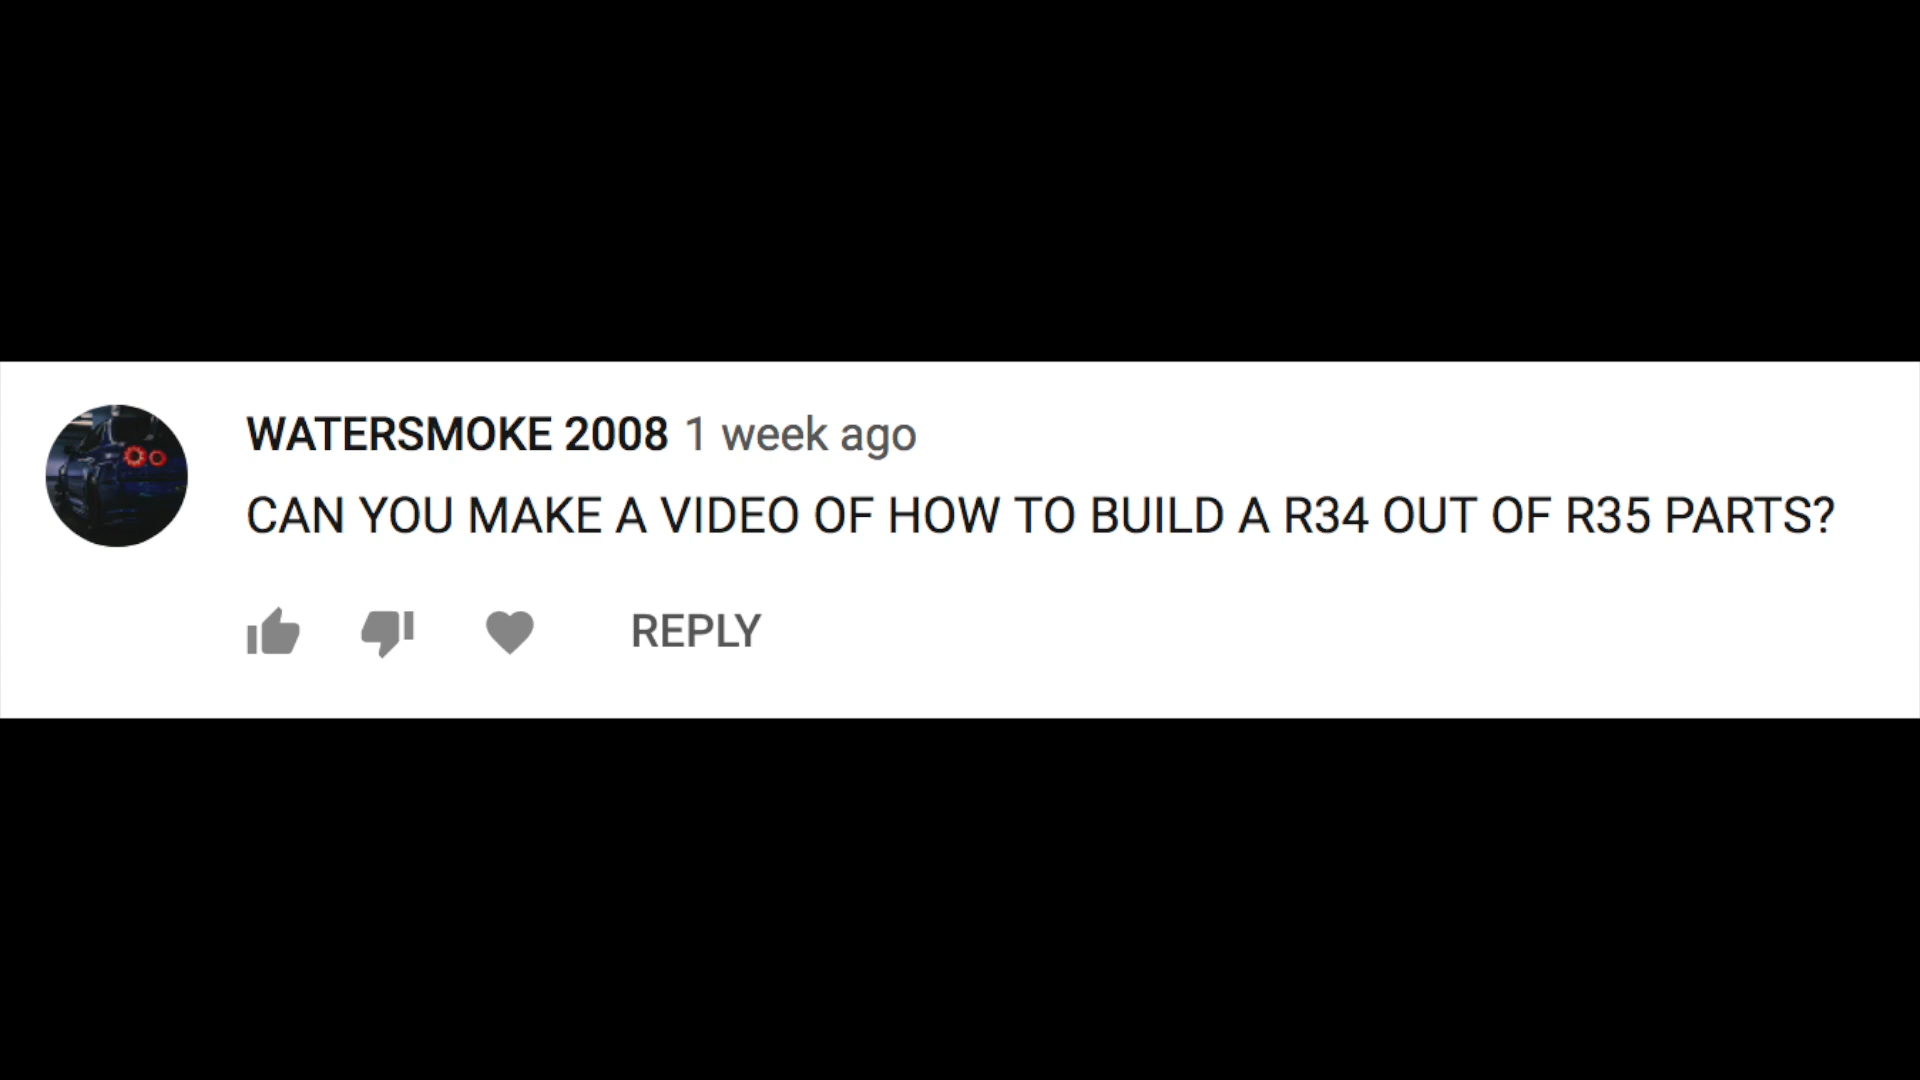 WATERSMOKE 2008 1 week ago
CAN YOU MAKE A VIDEO OF HOW TO BUILD A R34 OUT OF R35 PARTS?
REPLY